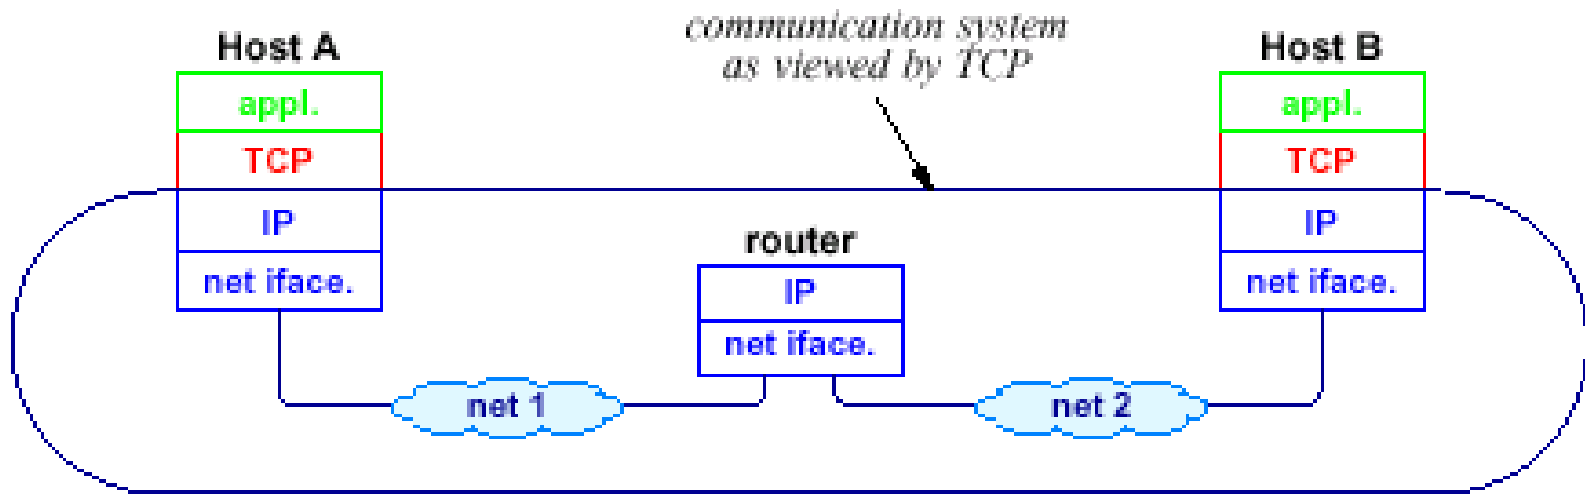 communication system
as viewed by TCP
Host A
appl.
TCP
IP
net iface.
router
IP
net iface.
Host B
appl.
TCP
IP
net iface.
net 1
net 2